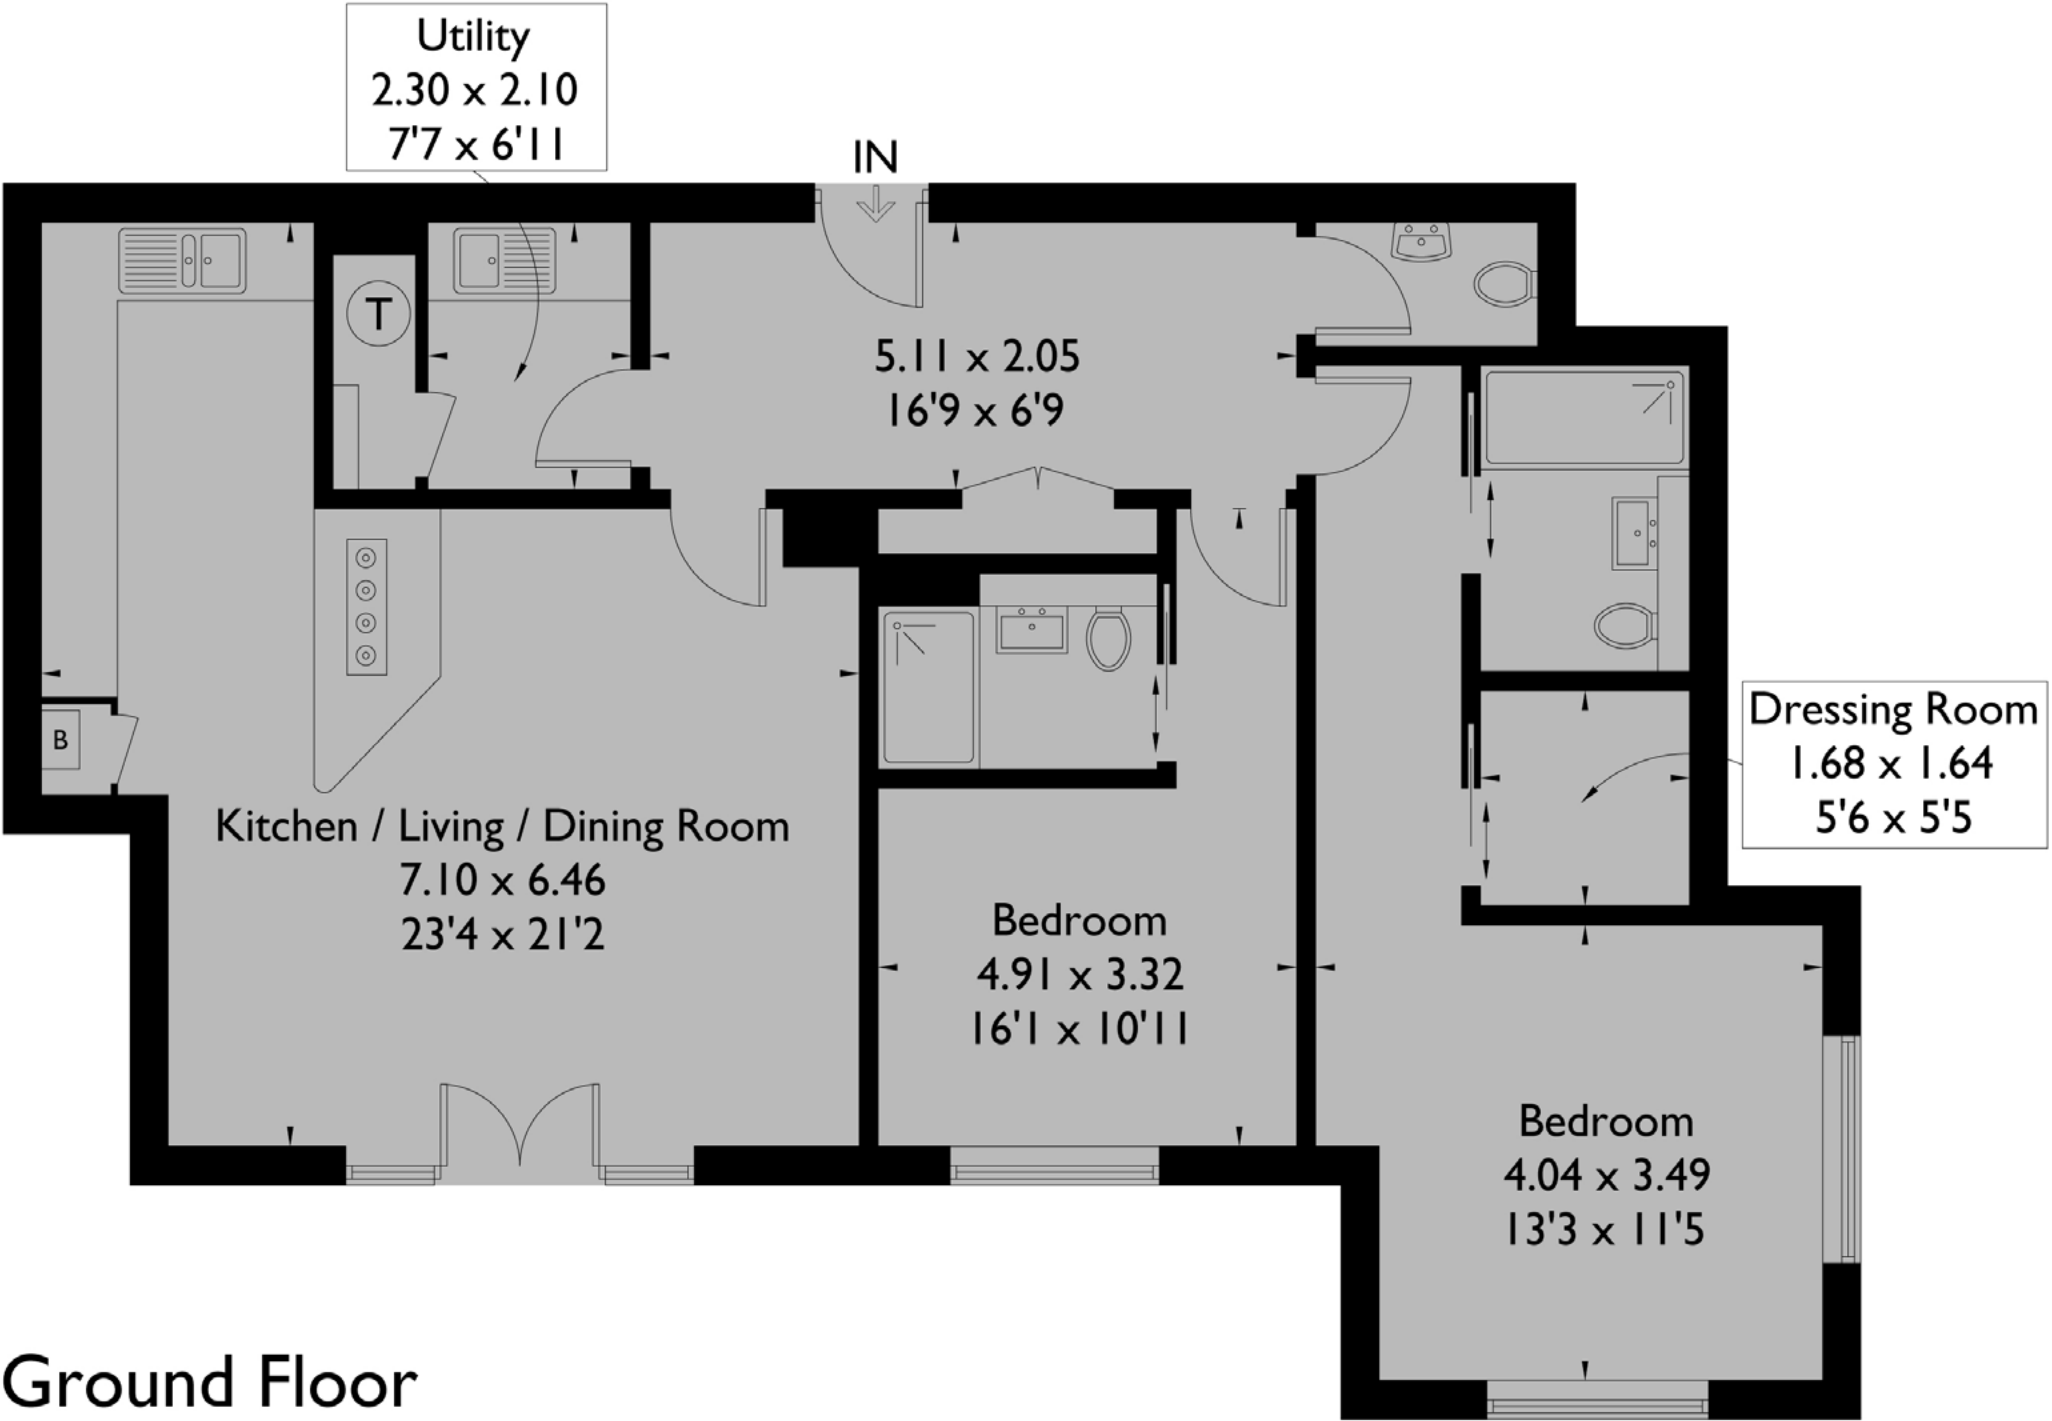 Utility
2.30 x 2.10
7'7 x 6'11
IN
T
5.11 x 2.05
16'9 x 6'9
B
Kitchen / Living / Dining Room
7.10 x 6.46
23'4 x 21'2
Bedroom
4.91 x 3.32
16'1 x 10'11
Dressing Room
1.68 x 1.64
5'6 x 5'5
Bedroom
4.04 x 3.49
13'3 x 11'5
Ground Floor